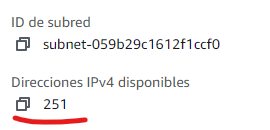 ID de subred
subnet-059b29c1612f1ccf0
Direcciones IPv4 disponibles
251